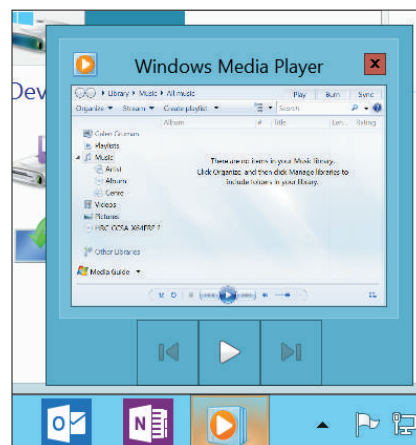 Dev
Windows Media Player
Library ▸ Music ▸ All music
Play Burn Sync
Organize Stream Create playlist Search
Album # Title Len... Rating
Playlists
Music
Artist
Album
Genre
Videos
Pictures
Other Libraries
Media Guide
There are no items in your Music library.
Click Organize, and then click Manage libraries to
include folders in your library.